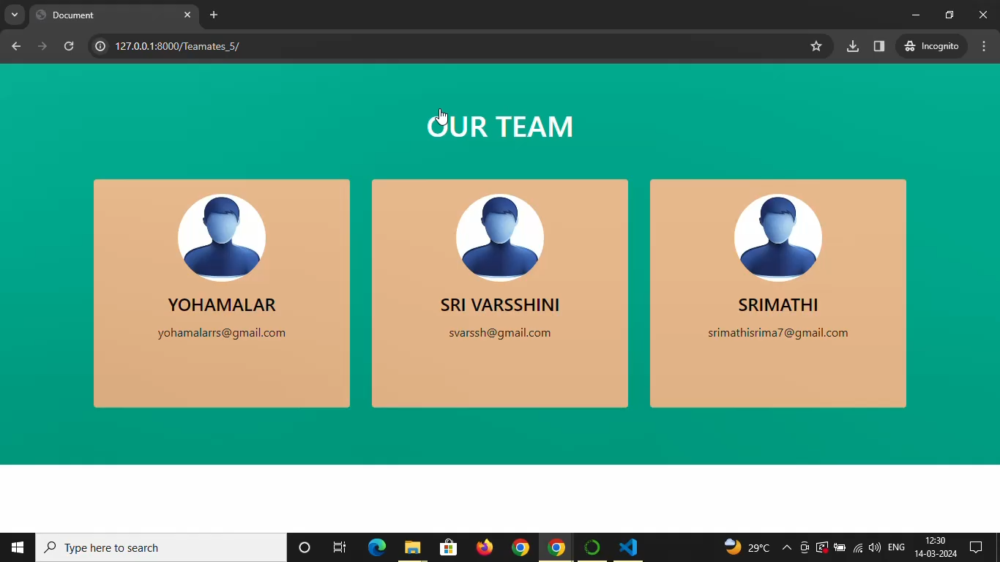 Document
127.0.0.1:8000/Teamates_5/
Incognito
OUR TEAM
YOHAMALAR
SRI VARSSHINI
SRIMATHI
yohamalarrs@gmail.com
svarssh@gmail.com
srimathisrima7@gmail.com
Type here to search
29°C
ENG
12:30
14-03-2024